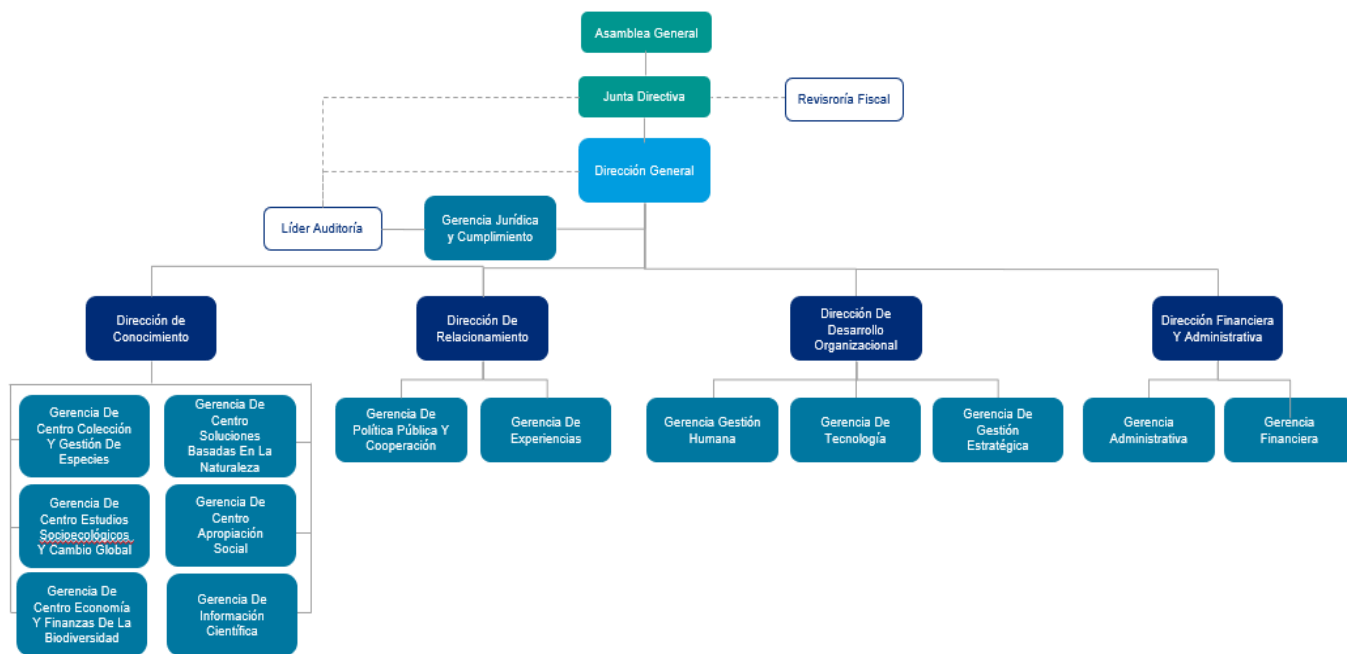 Asamblea General
Junta Directiva
Revisroría Fiscal
Dirección General
Líder Auditoría
Gerencia Jurídica
y Cumplimiento
Dirección de
Conocimiento
Dirección De
Relacionamiento
Dirección De
Desarrollo
Organizacional
Dirección Financiera
Y Administrativa
Gerencia De
Centro Colección
Y Gestión De
Especies
Gerencia De
Centro
Soluciones
Basadas En La
Naturaleza
Gerencia De
Política Pública Y
Cooperación
Gerencia De
Experiencias
Gerencia Gestión
Humana
Gerencia De
Tecnología
Gerencia De
Gestión
Estratégica
Gerencia
Administrativa
Gerencia
Financiera
Gerencia De
Centro Estudios
Socioecológicos
Y Cambio Global
Gerencia De
Centro
Apropiación
Social
Gerencia De
Centro Economía
Y Finanzas De La
Biodiversidad
Gerencia De
Información
Científica